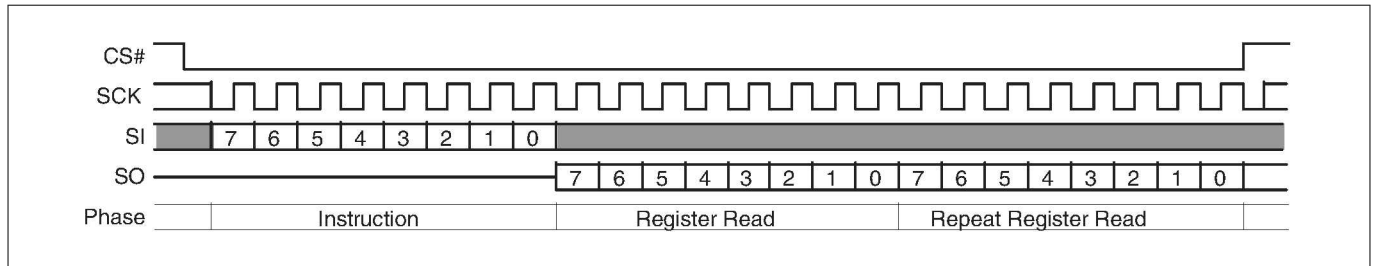 CS#
SCK
SI 7 6 5 4 3 2 1 0
SO 7 6 5 4 3 2 1 0 7 6 5 4 3 2 1 0
Phase Instruction Register Read Repeat Register Read